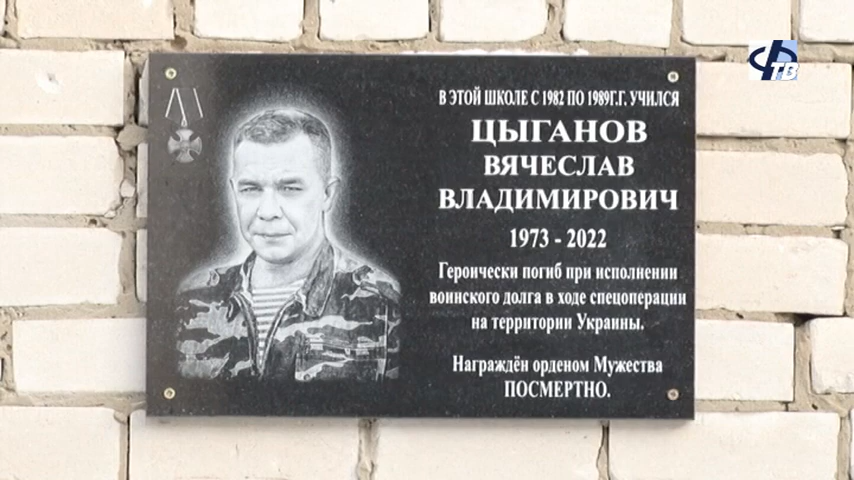 В ЭТОЙ ШКОЛЕ С 1982 ПО 1989Г.Г. УЧИЛСЯ
ЦЫГАНОВ
ВЯЧЕСЛАВ
ВЛАДИМИРОВИЧ
1973 - 2022
Героически погиб при исполнении
воинского долга в ходе спецоперации
на территории Украины.
Награждён орденом Мужества
ПОСМЕРТНО.
ФТВ